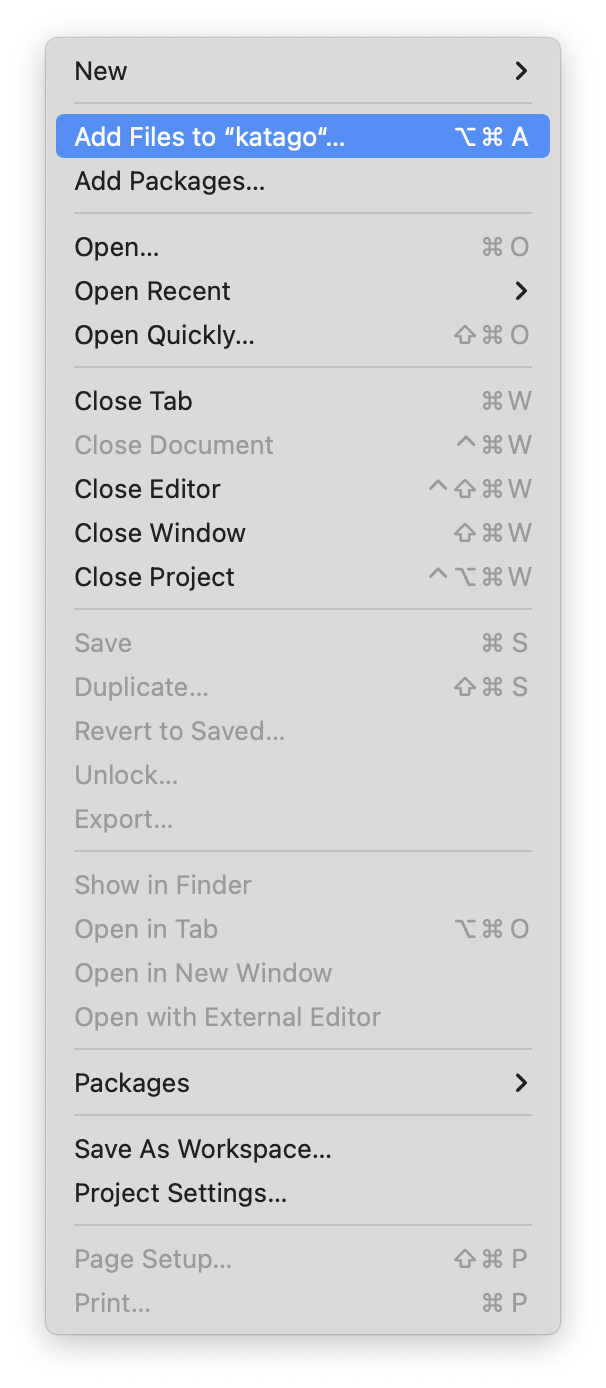 New
Add Files to “katago“... ⌥⌘ A
Add Packages...
Open... ⌘ O
Open Recent
Open Quickly... ⇧⌘ O
Close Tab ⌘W
Close Document ^⌘W
Close Editor ^⇧⌘W
Close Window ⇧⌘W
Close Project ^⌥⌘W
Save ⌘ S
Duplicate... ⇧⌘ S
Revert to Saved...
Unlock...
Export...
Show in Finder
Open in Tab ⌥⌘ O
Open in New Window
Open with External Editor
Packages
Save As Workspace...
Project Settings...
Page Setup... ⇧⌘ P
Print... ⌘ P